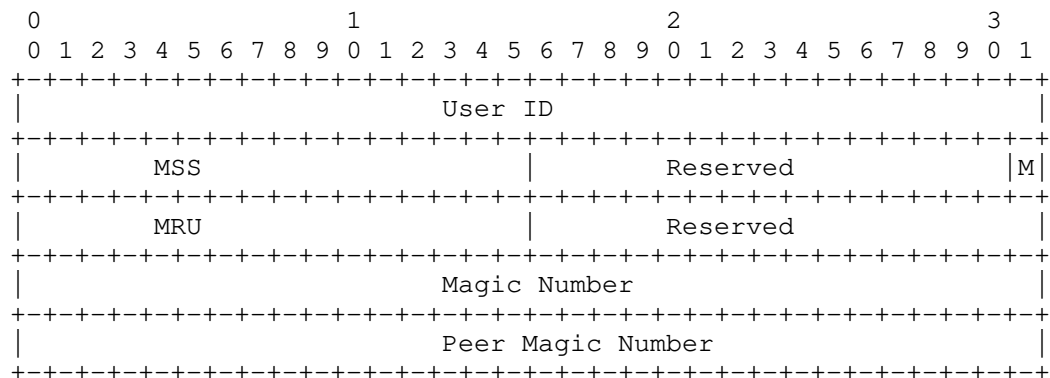 0                   1                   2                   3
 0 1 2 3 4 5 6 7 8 9 0 1 2 3 4 5 6 7 8 9 0 1 2 3 4 5 6 7 8 9 0 1
+-+-+-+-+-+-+-+-+-+-+-+-+-+-+-+-+-+-+-+-+-+-+-+-+-+-+-+-+-+-+-+-+
|                          User ID                              |
+-+-+-+-+-+-+-+-+-+-+-+-+-+-+-+-+-+-+-+-+-+-+-+-+-+-+-+-+-+-+-+-+
|        MSS                    |        Reserved             |M|
+-+-+-+-+-+-+-+-+-+-+-+-+-+-+-+-+-+-+-+-+-+-+-+-+-+-+-+-+-+-+-+-+
|        MRU                    |        Reserved               |
+-+-+-+-+-+-+-+-+-+-+-+-+-+-+-+-+-+-+-+-+-+-+-+-+-+-+-+-+-+-+-+-+
|                          Magic Number                         |
+-+-+-+-+-+-+-+-+-+-+-+-+-+-+-+-+-+-+-+-+-+-+-+-+-+-+-+-+-+-+-+-+
|                          Peer Magic Number                    |
+-+-+-+-+-+-+-+-+-+-+-+-+-+-+-+-+-+-+-+-+-+-+-+-+-+-+-+-+-+-+-+-+